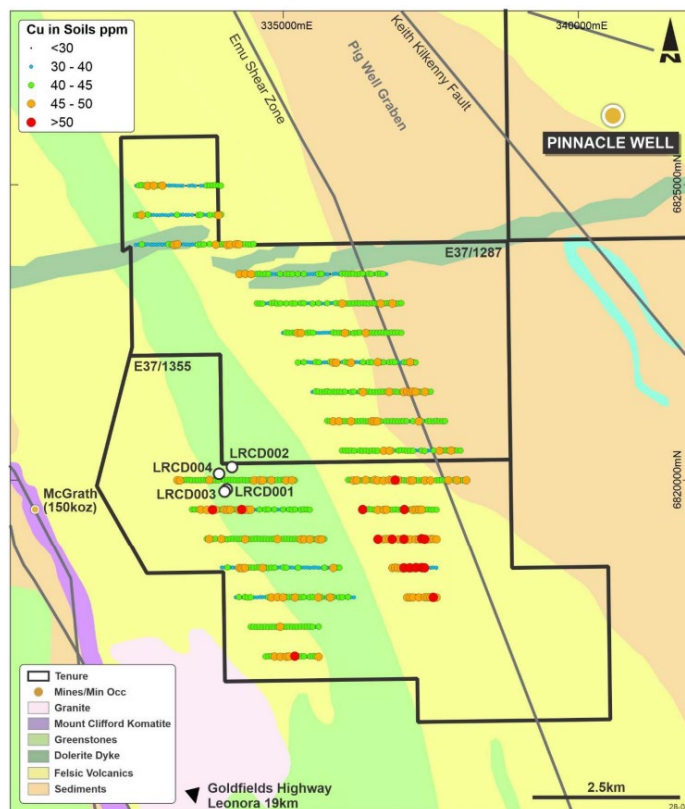 Cu in Soils ppm
<30
30 - 40
40 - 45
45 - 50
>50
335000mE
340000mE
Emu Shear Zone
Pig Well Graben
Keith Kilkenny Fault
N
PINNACLE WELL
6825000mN
E37/1287
E37/1355
LRCD002
LRCD004
LRCD003
LRCD001
6820000mN
McGrath
(150koz)
Tenure
Mines/Min Occ
Granite
Mount Clifford Komatite
Greenstones
Dolerite Dyke
Felsic Volcanics
Sediments
Goldfields Highway
Leonora 19km
2.5km